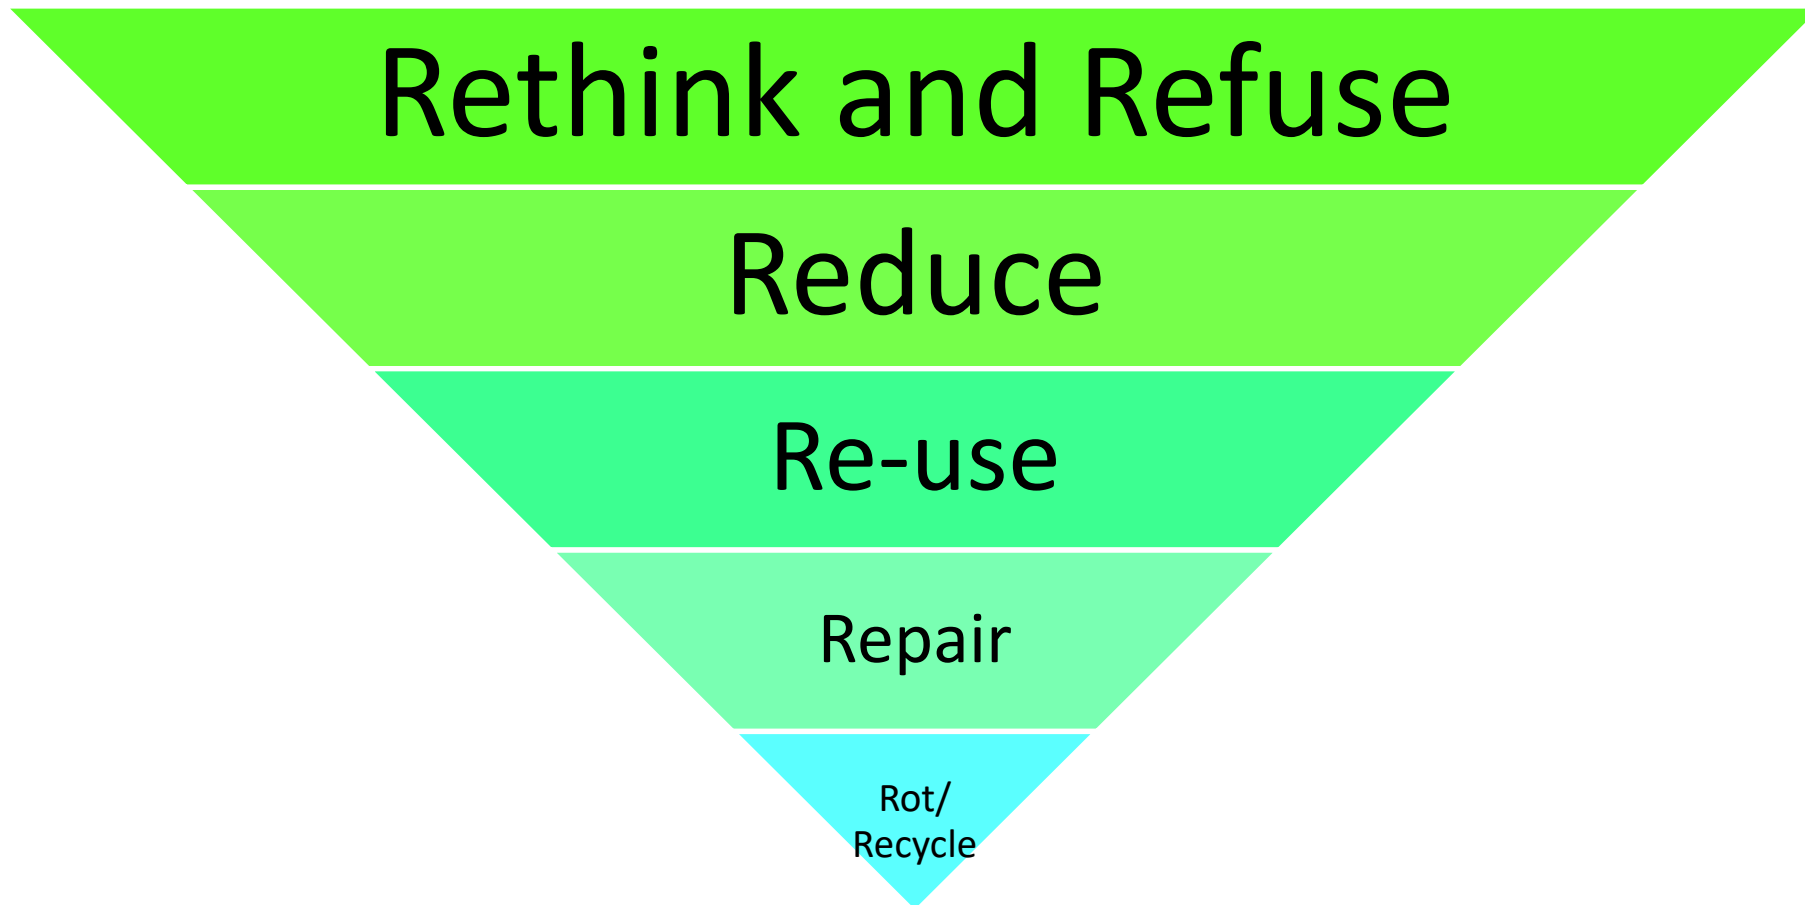 Rethink and Refuse
Reduce
Re-use
Repair
Rot/
Recycle